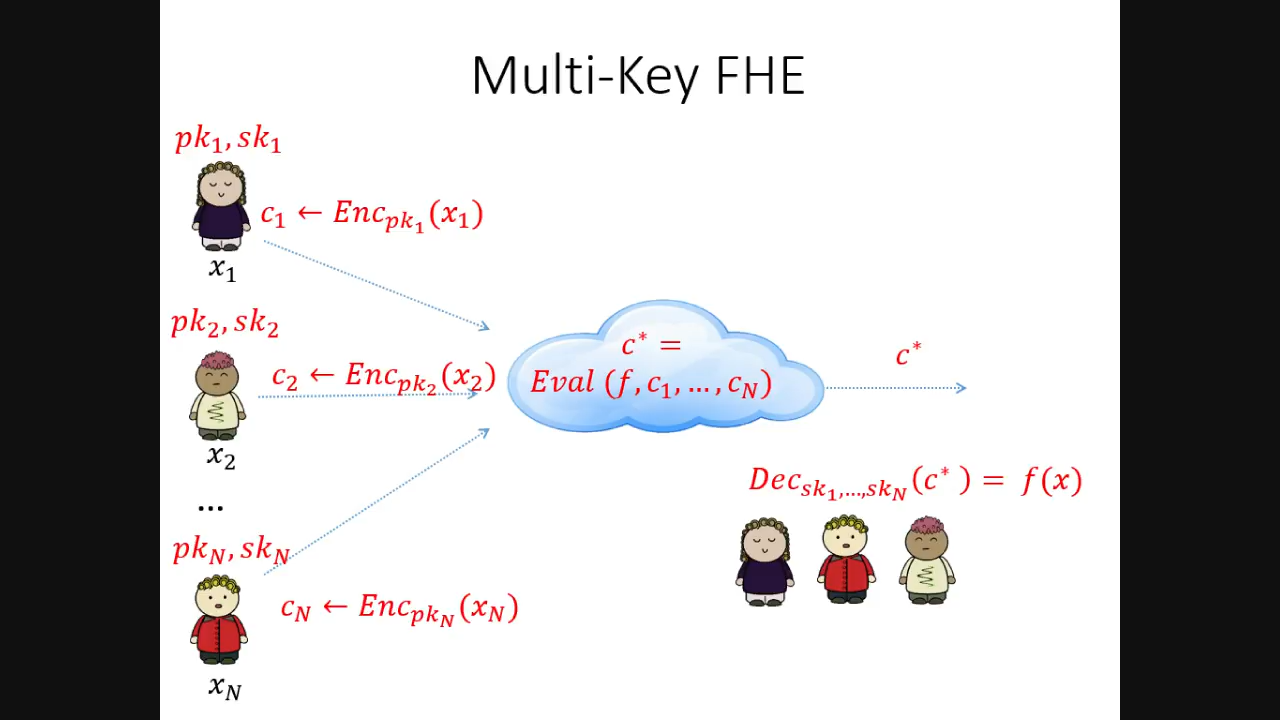 Multi-Key FHE
pk₁, sk₁
c₁ ← Enc_{pk₁}(x₁)
x₁
pk₂, sk₂
c₂ ← Enc_{pk₂}(x₂)
x₂
...
pk_N, sk_N
c_N ← Enc_{pk_N}(x_N)
x_N
c* =
Eval (f, c₁, … , c_N)
c*
Dec_{sk₁,…,sk_N}(c* ) = f(x)